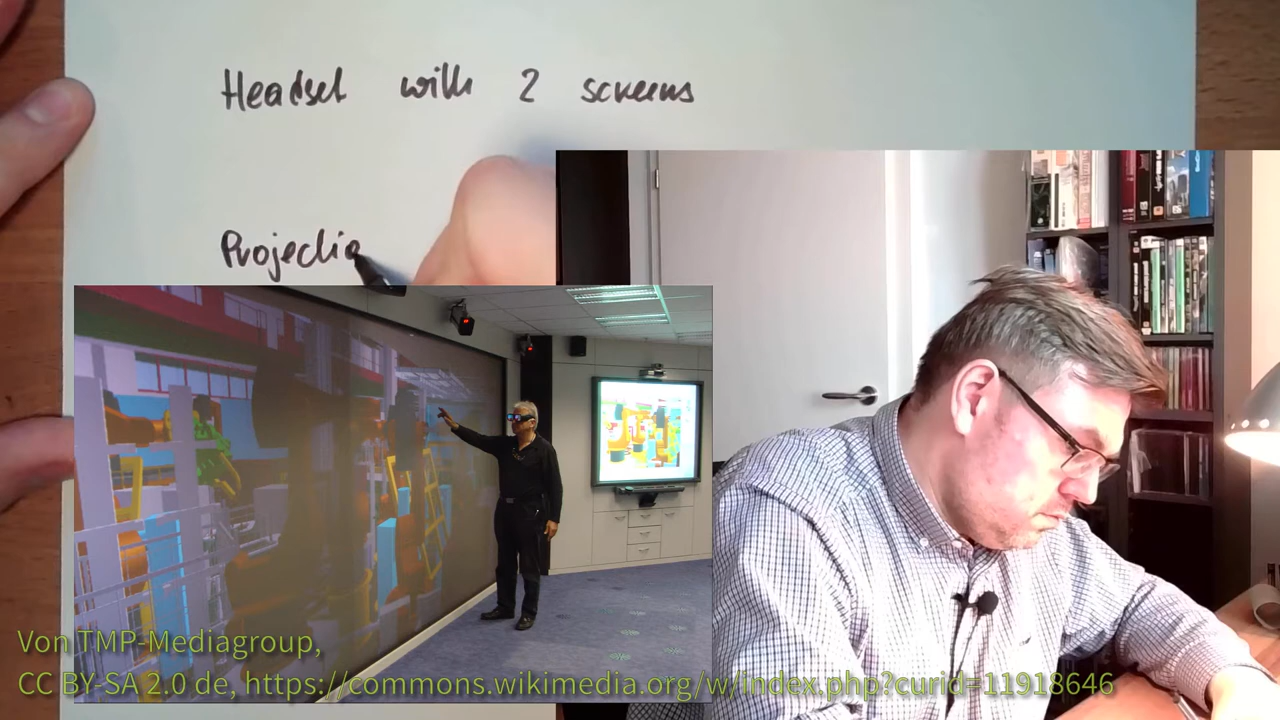 Headset with 2 screens
Projectio
Von TMP-Mediagroup,
CC BY-SA 2.0 de, https://commons.wikimedia.org/w/index.php?curid=11918646